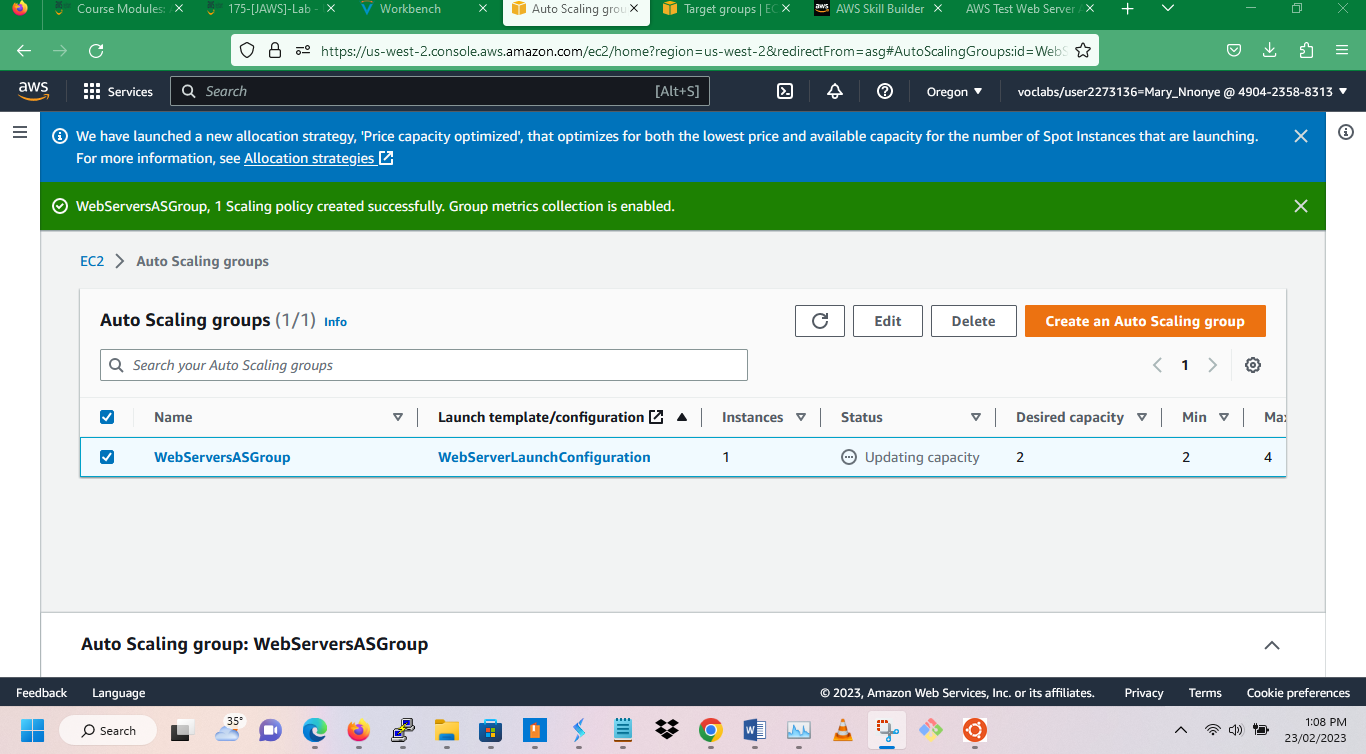 Course Modules:
175-[JAWS]-Lab -
Workbench
Auto Scaling grou
Target groups | EC
AWS Skill Builder
AWS Test Web Server
https://us-west-2.console.aws.amazon.com/ec2/home?region=us-west-2&redirectFrom=asg#AutoScalingGroups:id=WebS
aws
Services
Search
[Alt+S]
Oregon
voclabs/user2273136=Mary_Nnonye @ 4904-2358-8313
We have launched a new allocation strategy, 'Price capacity optimized', that optimizes for both the lowest price and available capacity for the number of Spot Instances that are launching.
For more information, see Allocation strategies
WebServersASGroup, 1 Scaling policy created successfully. Group metrics collection is enabled.
EC2 > Auto Scaling groups
Auto Scaling groups (1/1) Info
Edit
Delete
Create an Auto Scaling group
Search your Auto Scaling groups
1
Name
Launch template/configuration
Instances
Status
Desired capacity
Min
Max
WebServersASGroup
WebServerLaunchConfiguration
1
Updating capacity
2
2
4
Auto Scaling group: WebServersASGroup
Feedback
Language
© 2023, Amazon Web Services, Inc. or its affiliates.
Privacy
Terms
Cookie preferences
Search
35°
1:08 PM
23/02/2023